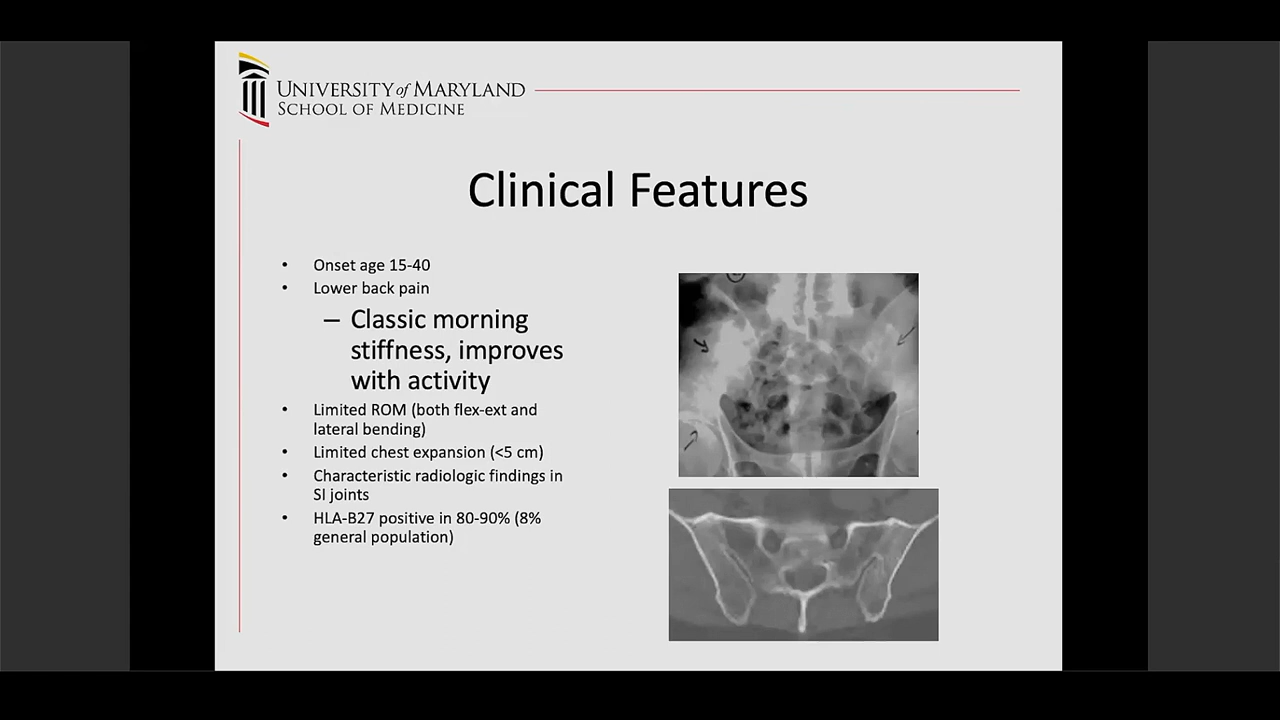 UNIVERSITY of MARYLAND
SCHOOL OF MEDICINE
Clinical Features
• Onset age 15-40
• Lower back pain
– Classic morning
stiffness, improves
with activity
• Limited ROM (both flex-ext and
lateral bending)
• Limited chest expansion (<5 cm)
• Characteristic radiologic findings in
SI joints
• HLA-B27 positive in 80-90% (8%
general population)